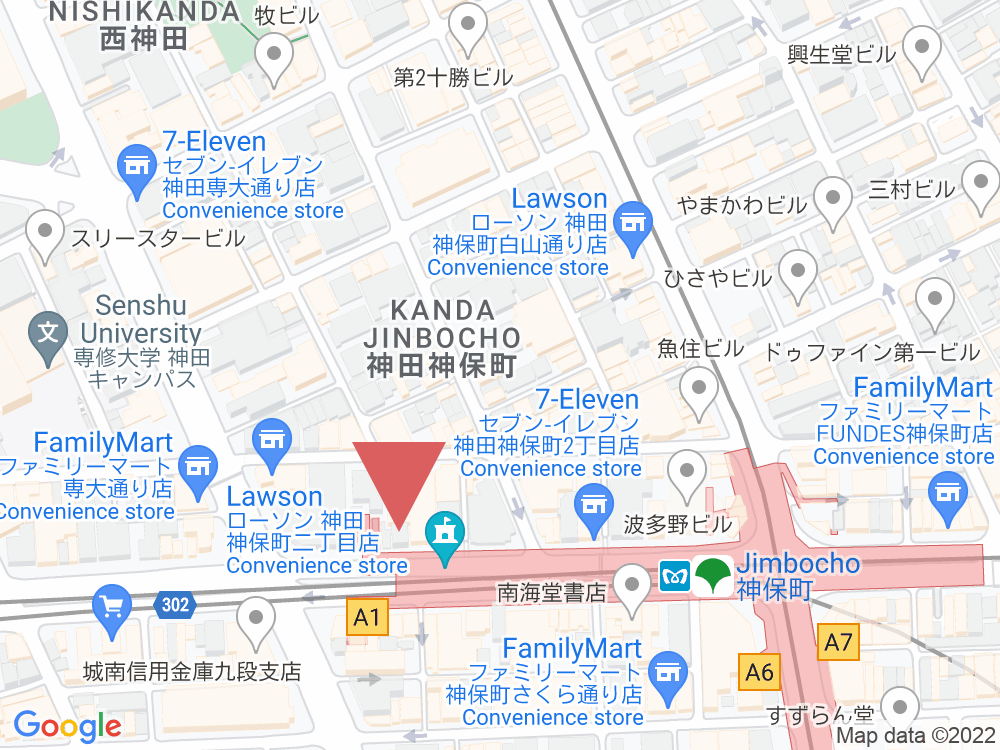 NISHIKANDA
西神田
牧ビル
第2十勝ビル
興生堂ビル
7-Eleven
セブン-イレブン
神田専大通り店
Convenience store
Lawson
ローソン 神田
神保町白山通り店
Convenience store
やまかわビル
三村ビル
スリースタービル
ひさやビル
Senshu
University
専修大学 神田
キャンパス
KANDA
JINBOCHO
神田神保町
魚住ビル
ドゥファイン第一ビル
7-Eleven
セブン-イレブン
神田神保町2丁目店
Convenience store
FamilyMart
ファミリーマート
FUNDES神保町店
Convenience store
FamilyMart
ファミリーマート
専大通り店
Convenience store
Lawson
ローソン 神田
神保町二丁目店
Convenience store
波多野ビル
Jimbocho
神保町
南海堂書店
302
A1
A7
A6
城南信用金庫九段支店
FamilyMart
ファミリーマート
神保町さくら通り店
Convenience store
すずらん堂
Google
Map data ©2022